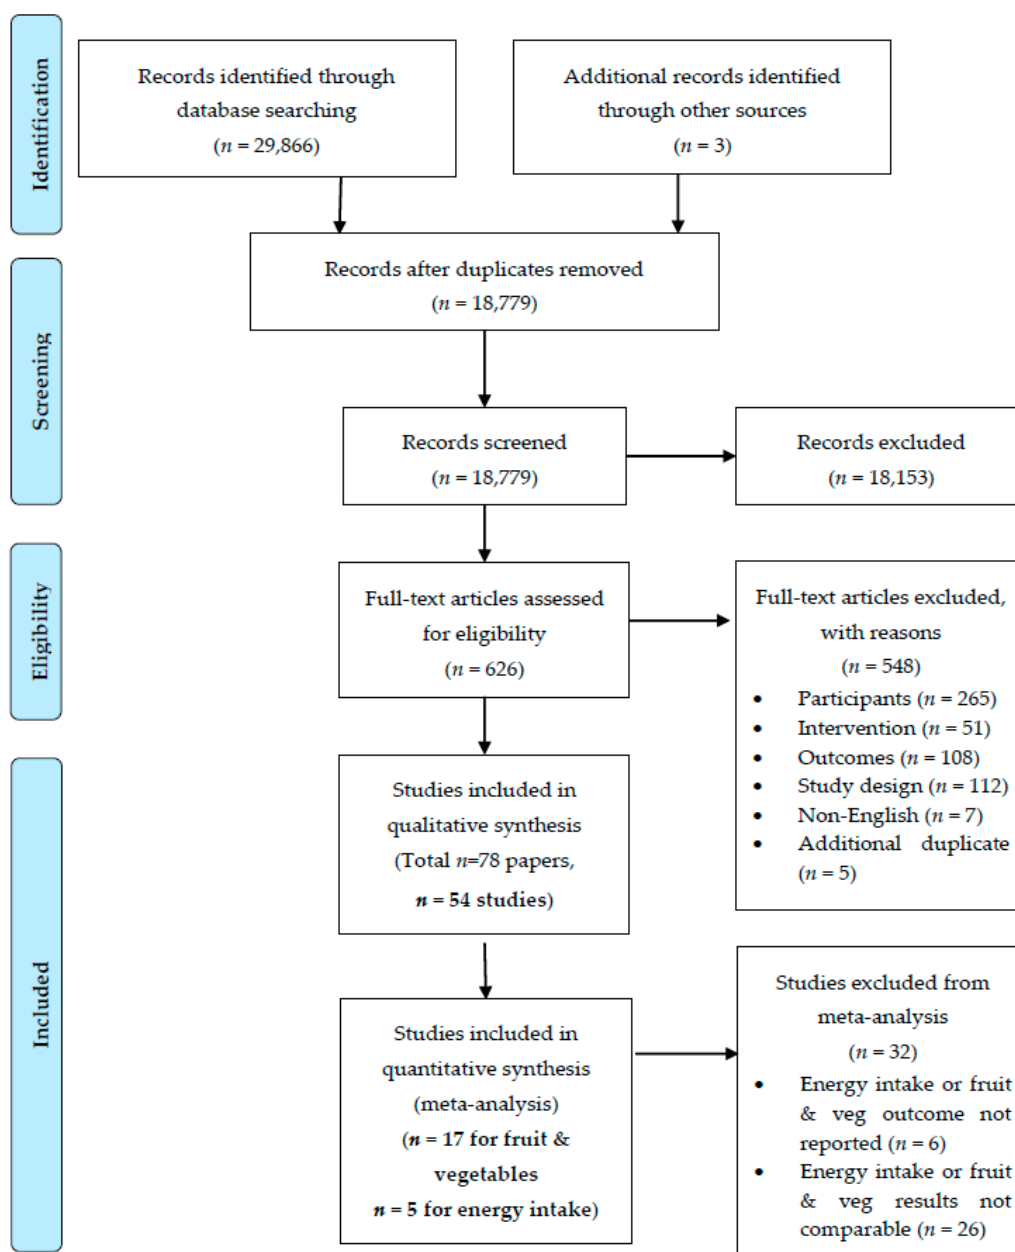 Identification
Records identified through
database searching
(n = 29,866)
Additional records identified
through other sources
(n = 3)
Screening
Records after duplicates removed
(n = 18,779)
Records screened
(n = 18,779)
Records excluded
(n = 18,153)
Eligibility
Full-text articles assessed
for eligibility
(n = 626)
Full-text articles excluded,
with reasons
(n = 548)
• Participants (n = 265)
• Intervention (n = 51)
• Outcomes (n = 108)
• Study design (n = 112)
• Non-English (n = 7)
• Additional duplicate
(n = 5)
Included
Studies included in
qualitative synthesis
(Total n=78 papers,
n = 54 studies)
Studies included in
quantitative synthesis
(meta-analysis)
(n = 17 for fruit &
vegetables
n = 5 for energy intake)
Studies excluded from
meta-analysis
(n = 32)
• Energy intake or fruit
& veg outcome not
reported (n = 6)
• Energy intake or fruit
& veg results not
comparable (n = 26)